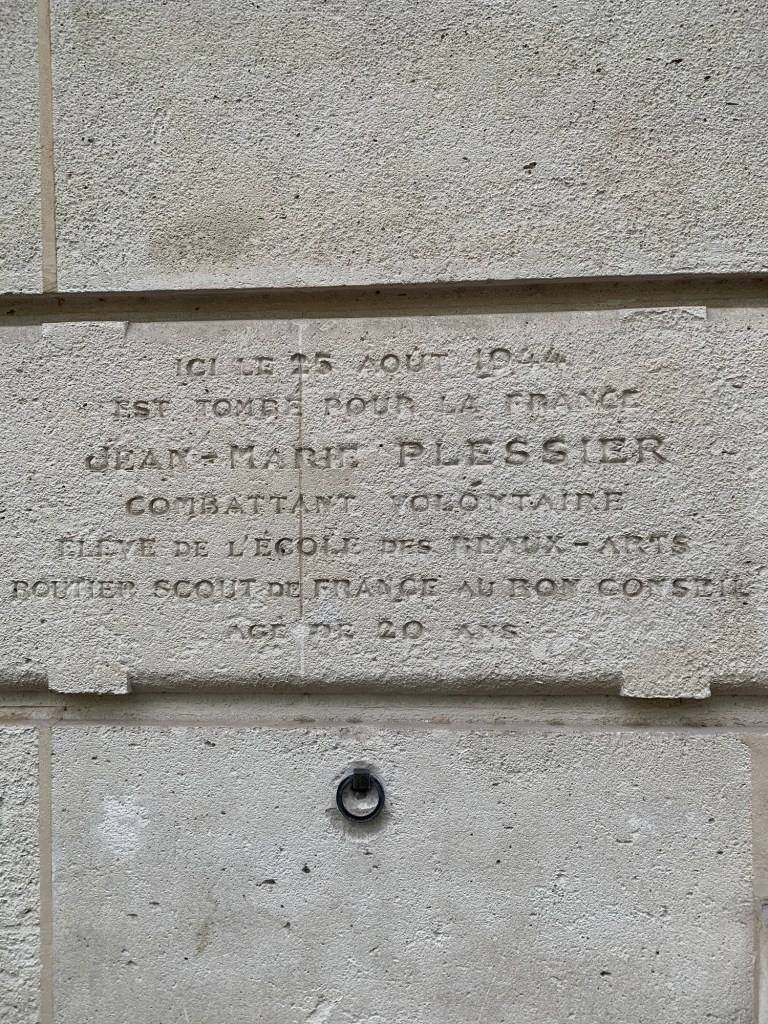 ICI LE 25 AOÛT 1944
EST TOMBÉ POUR LA FRANCE
JEAN-MARIE PLESSIER
COMBATTANT VOLONTAIRE
ÉLÈVE DE L'ÉCOLE DES BEAUX-ARTS
ROUTIER SCOUT DE FRANCE AU BON CONSEIL
AGÉ DE 20 ANS